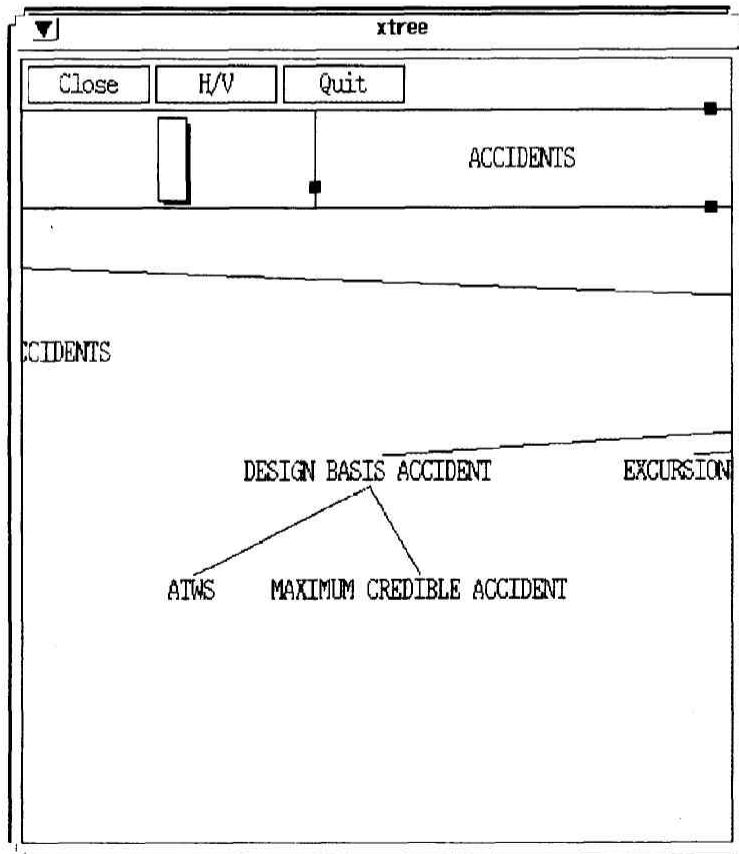 xtree
Close H/V Quit
ACCIDENTS
CCIDENTS
DESIGN BASIS ACCIDENT EXCURSION
ATWS MAXIMUM CREDIBLE ACCIDENT